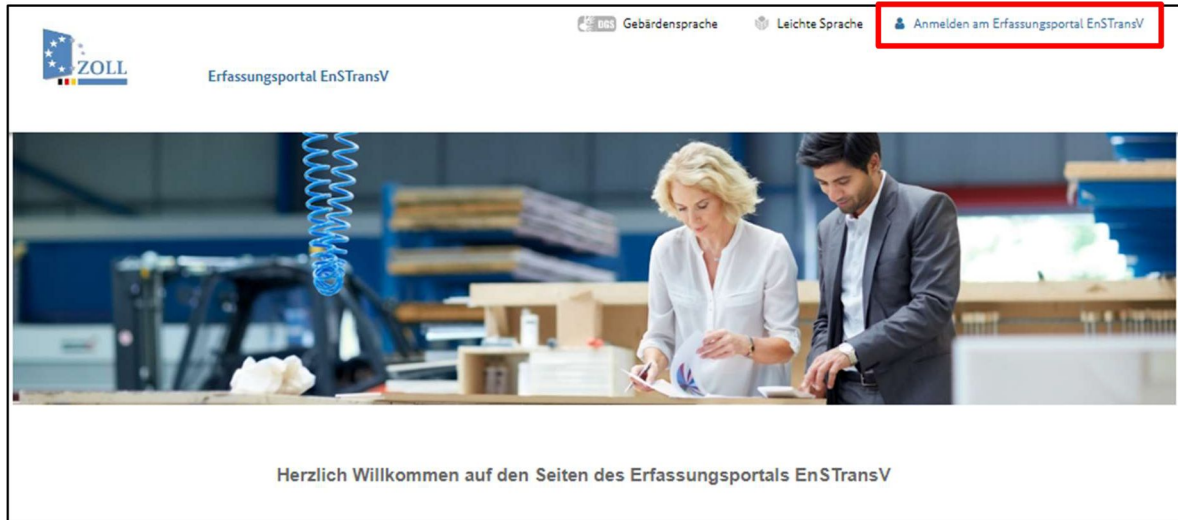 DGS Gebärdensprache
Leichte Sprache
Anmelden am Erfassungsportal EnSTransV
ZOLL
Erfassungsportal EnSTransV
Herzlich Willkommen auf den Seiten des Erfassungsportals EnSTransV